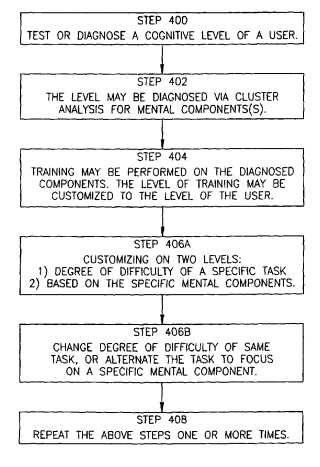 STEP 400
TEST OR DIAGNOSE A COGNITIVE LEVEL OF A USER.
STEP 402
THE LEVEL MAY BE DIAGNOSED VIA CLUSTER
ANALYSIS FOR MENTAL COMPONENTS(S).
STEP 404
TRAINING MAY BE PERFORMED ON THE DIAGNOSED
COMPONENTS. THE LEVEL OF TRAINING MAY BE
CUSTOMIZED TO THE LEVEL OF THE USER.
STEP 406A
CUSTOMIZING ON TWO LEVELS:
1) DEGREE OF DIFFICULTY OF A SPECIFIC TASK
2) BASED ON THE SPECIFIC MENTAL COMPONENTS.
STEP 406B
CHANGE DEGREE OF DIFFICULTY OF SAME
TASK, OR ALTERNATE THE TASK TO FOCUS
ON A SPECIFIC MENTAL COMPONENT.
STEP 408
REPEAT THE ABOVE STEPS ONE OR MORE TIMES.